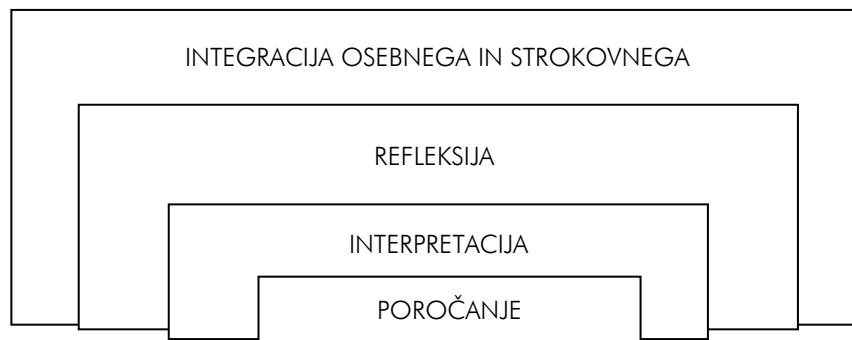 INTEGRACIJA OSEBNEGA IN STROKOVNEGA
REFLEKSIJA
INTERPRETACIJA
POROČANJE